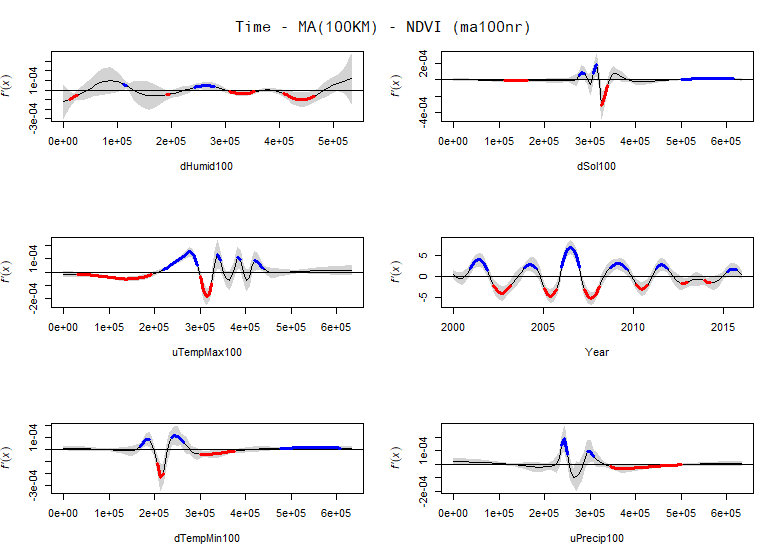 Time - MA(100KM) - NDVI (ma100nr)
f'(x)
-3e-04 1e-04
0e+00 1e+05 2e+05 3e+05 4e+05 5e+05
dHumid100
f'(x)
-4e-04 2e-04
0e+00 1e+05 2e+05 3e+05 4e+05 5e+05 6e+05
dSol100
f'(x)
-2e-04 1e-04
0e+00 1e+05 2e+05 3e+05 4e+05 5e+05 6e+05
uTempMax100
f'(x)
-5 0 5
2000 2005 2010 2015
Year
f'(x)
-3e-04 1e-04
0e+00 1e+05 2e+05 3e+05 4e+05 5e+05 6e+05
dTempMin100
f'(x)
-2e-04 1e-04
0e+00 1e+05 2e+05 3e+05 4e+05 5e+05 6e+05
uPrecip100